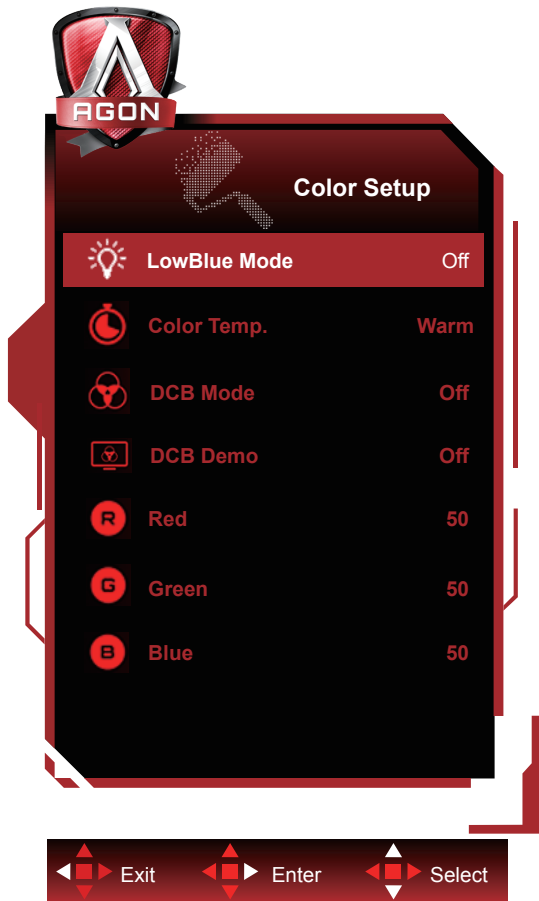 AGON
Color Setup
LowBlue Mode Off
Color Temp. Warm
DCB Mode Off
DCB Demo Off
R Red 50
G Green 50
B Blue 50
Exit Enter Select